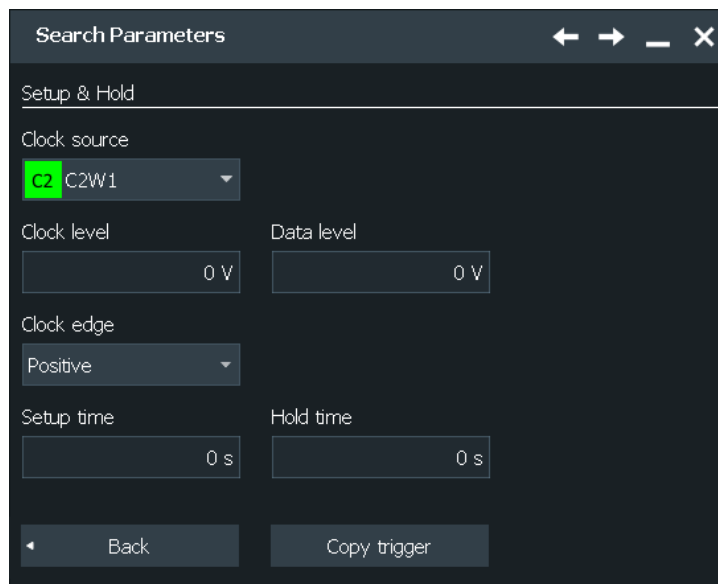 Search Parameters
Setup & Hold
Clock source
C2 C2W1
Clock level Data level
0 V 0 V
Clock edge
Positive
Setup time Hold time
0 s 0 s
Back Copy trigger